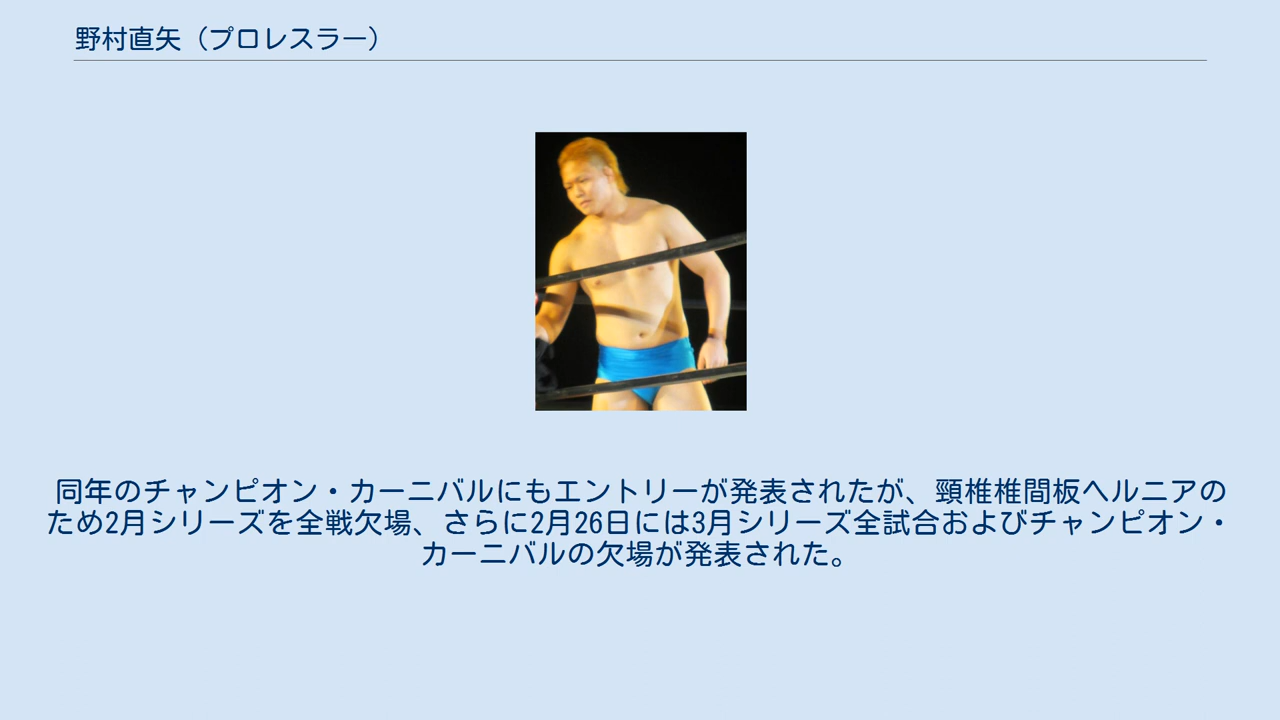 野村直矢（プロレスラー）
同年のチャンピオン・カーニバルにもエントリーが発表されたが、頸椎椎間板ヘルニアの
ため2月シリーズを全戦欠場、さらに2月26日には3月シリーズ全試合およびチャンピオン・
カーニバルの欠場が発表された。